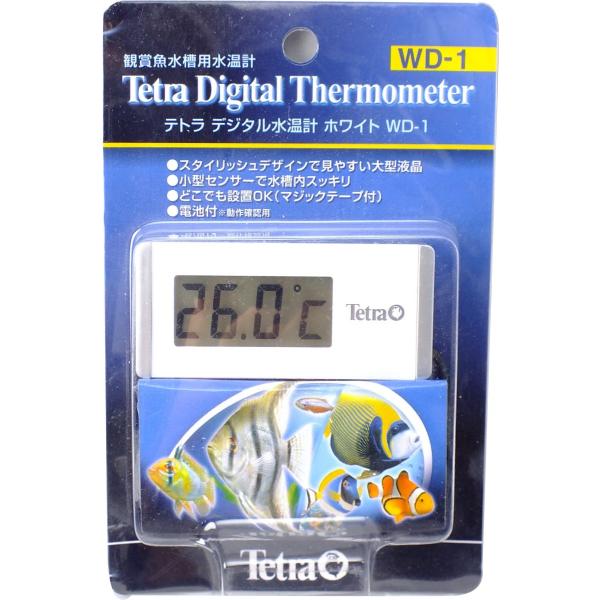 観賞魚水槽用水温計
WD-1
Tetra Digital Thermometer
テトラ デジタル水温計 ホワイト WD-1
●スタイリッシュデザインで見やすい大型液晶
●小型センサーで水槽内スッキリ
●どこでも設置OK(マジックテープ付)
●電池付※動作確認用
26.0℃
Tetra
Tetra